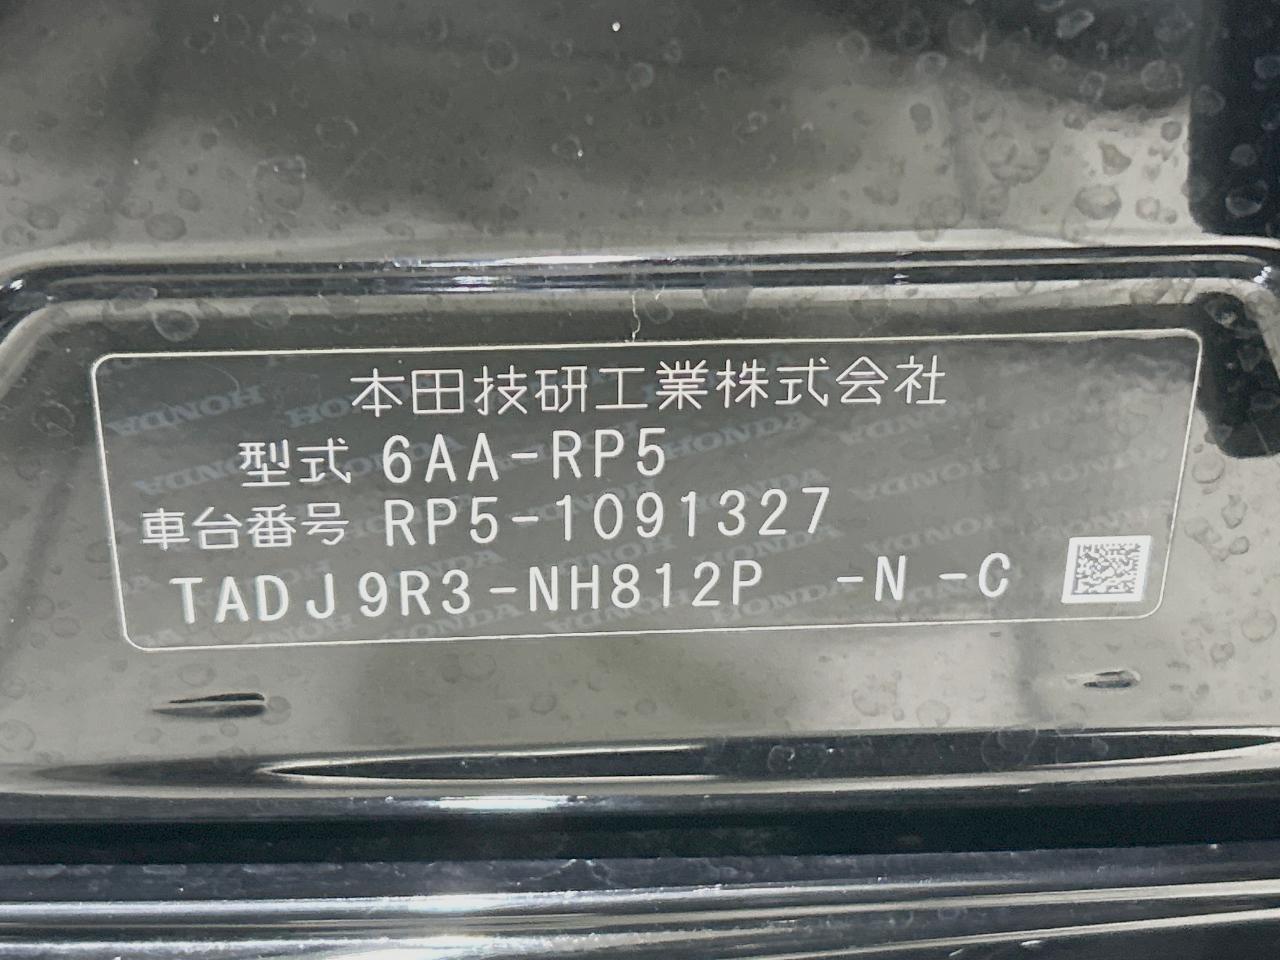 本田技研工業株式会社
型式 6AA-RP5
車台番号 RP5-1091327
TADJ9R3-NH812P -N -C